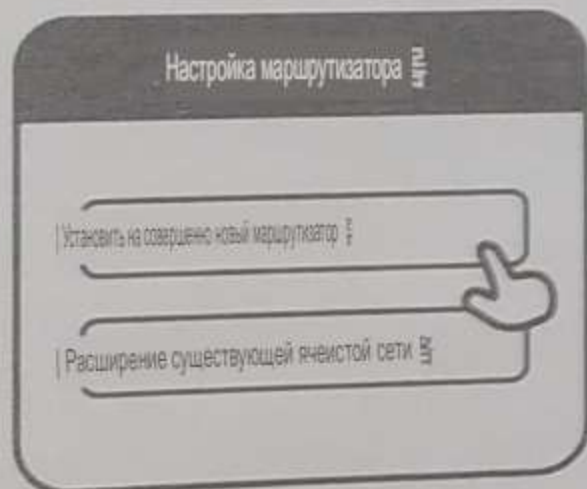 Настройка маршрутизатора
Установить на совершенно новый маршрутизатор
Расширение существующей ячеистой сети